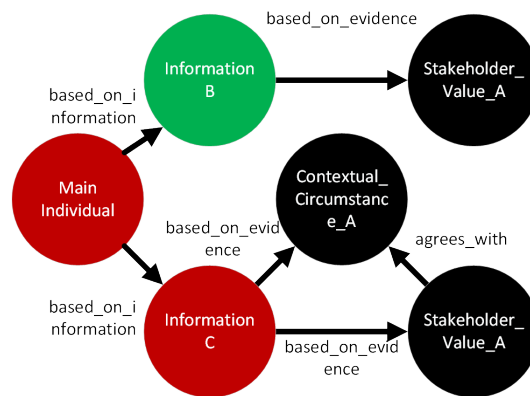 based_on_evidence
Information
B
Stakeholder_
Value_A
based_on_i
nformation
Main
Individual
Contextual_
Circumstanc
e_A
based_on_evid
ence
agrees_with
based_on_i
nformation
Information
C
based_on_evid
ence
Stakeholder_
Value_A